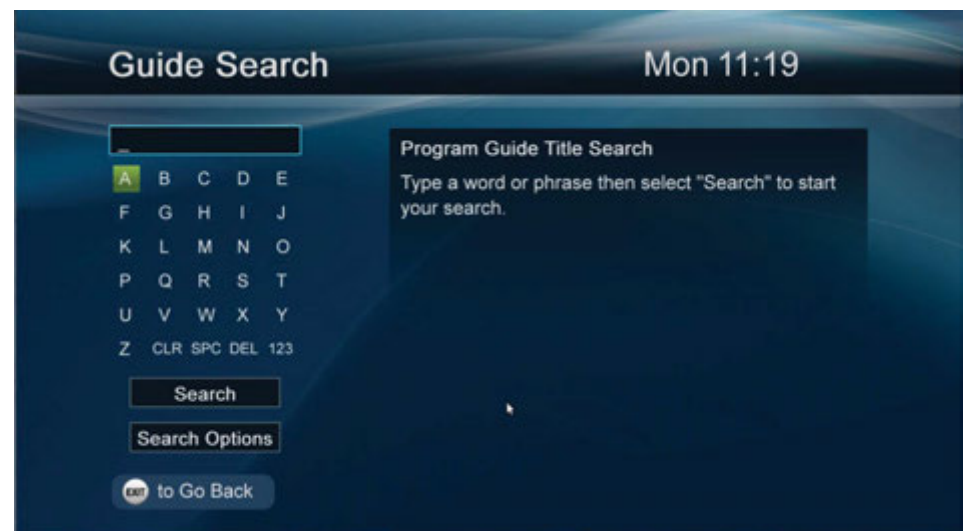 Guide Search
Mon 11:19
_
Program Guide Title Search
Type a word or phrase then select "Search" to start
your search.
A B C D E
F G H I J
K L M N O
P Q R S T
U V W X Y
Z CLR SPC DEL 123
Search
Search Options
EXIT to Go Back